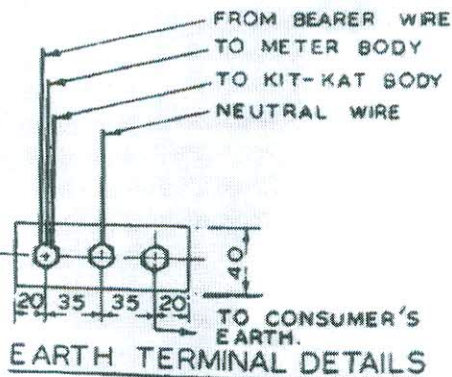 FROM BEARER WIRE
TO METER BODY
TO KIT-KAT BODY
NEUTRAL WIRE
40
20 35 35 20
TO CONSUMER'S
EARTH.
EARTH TERMINAL DETAILS